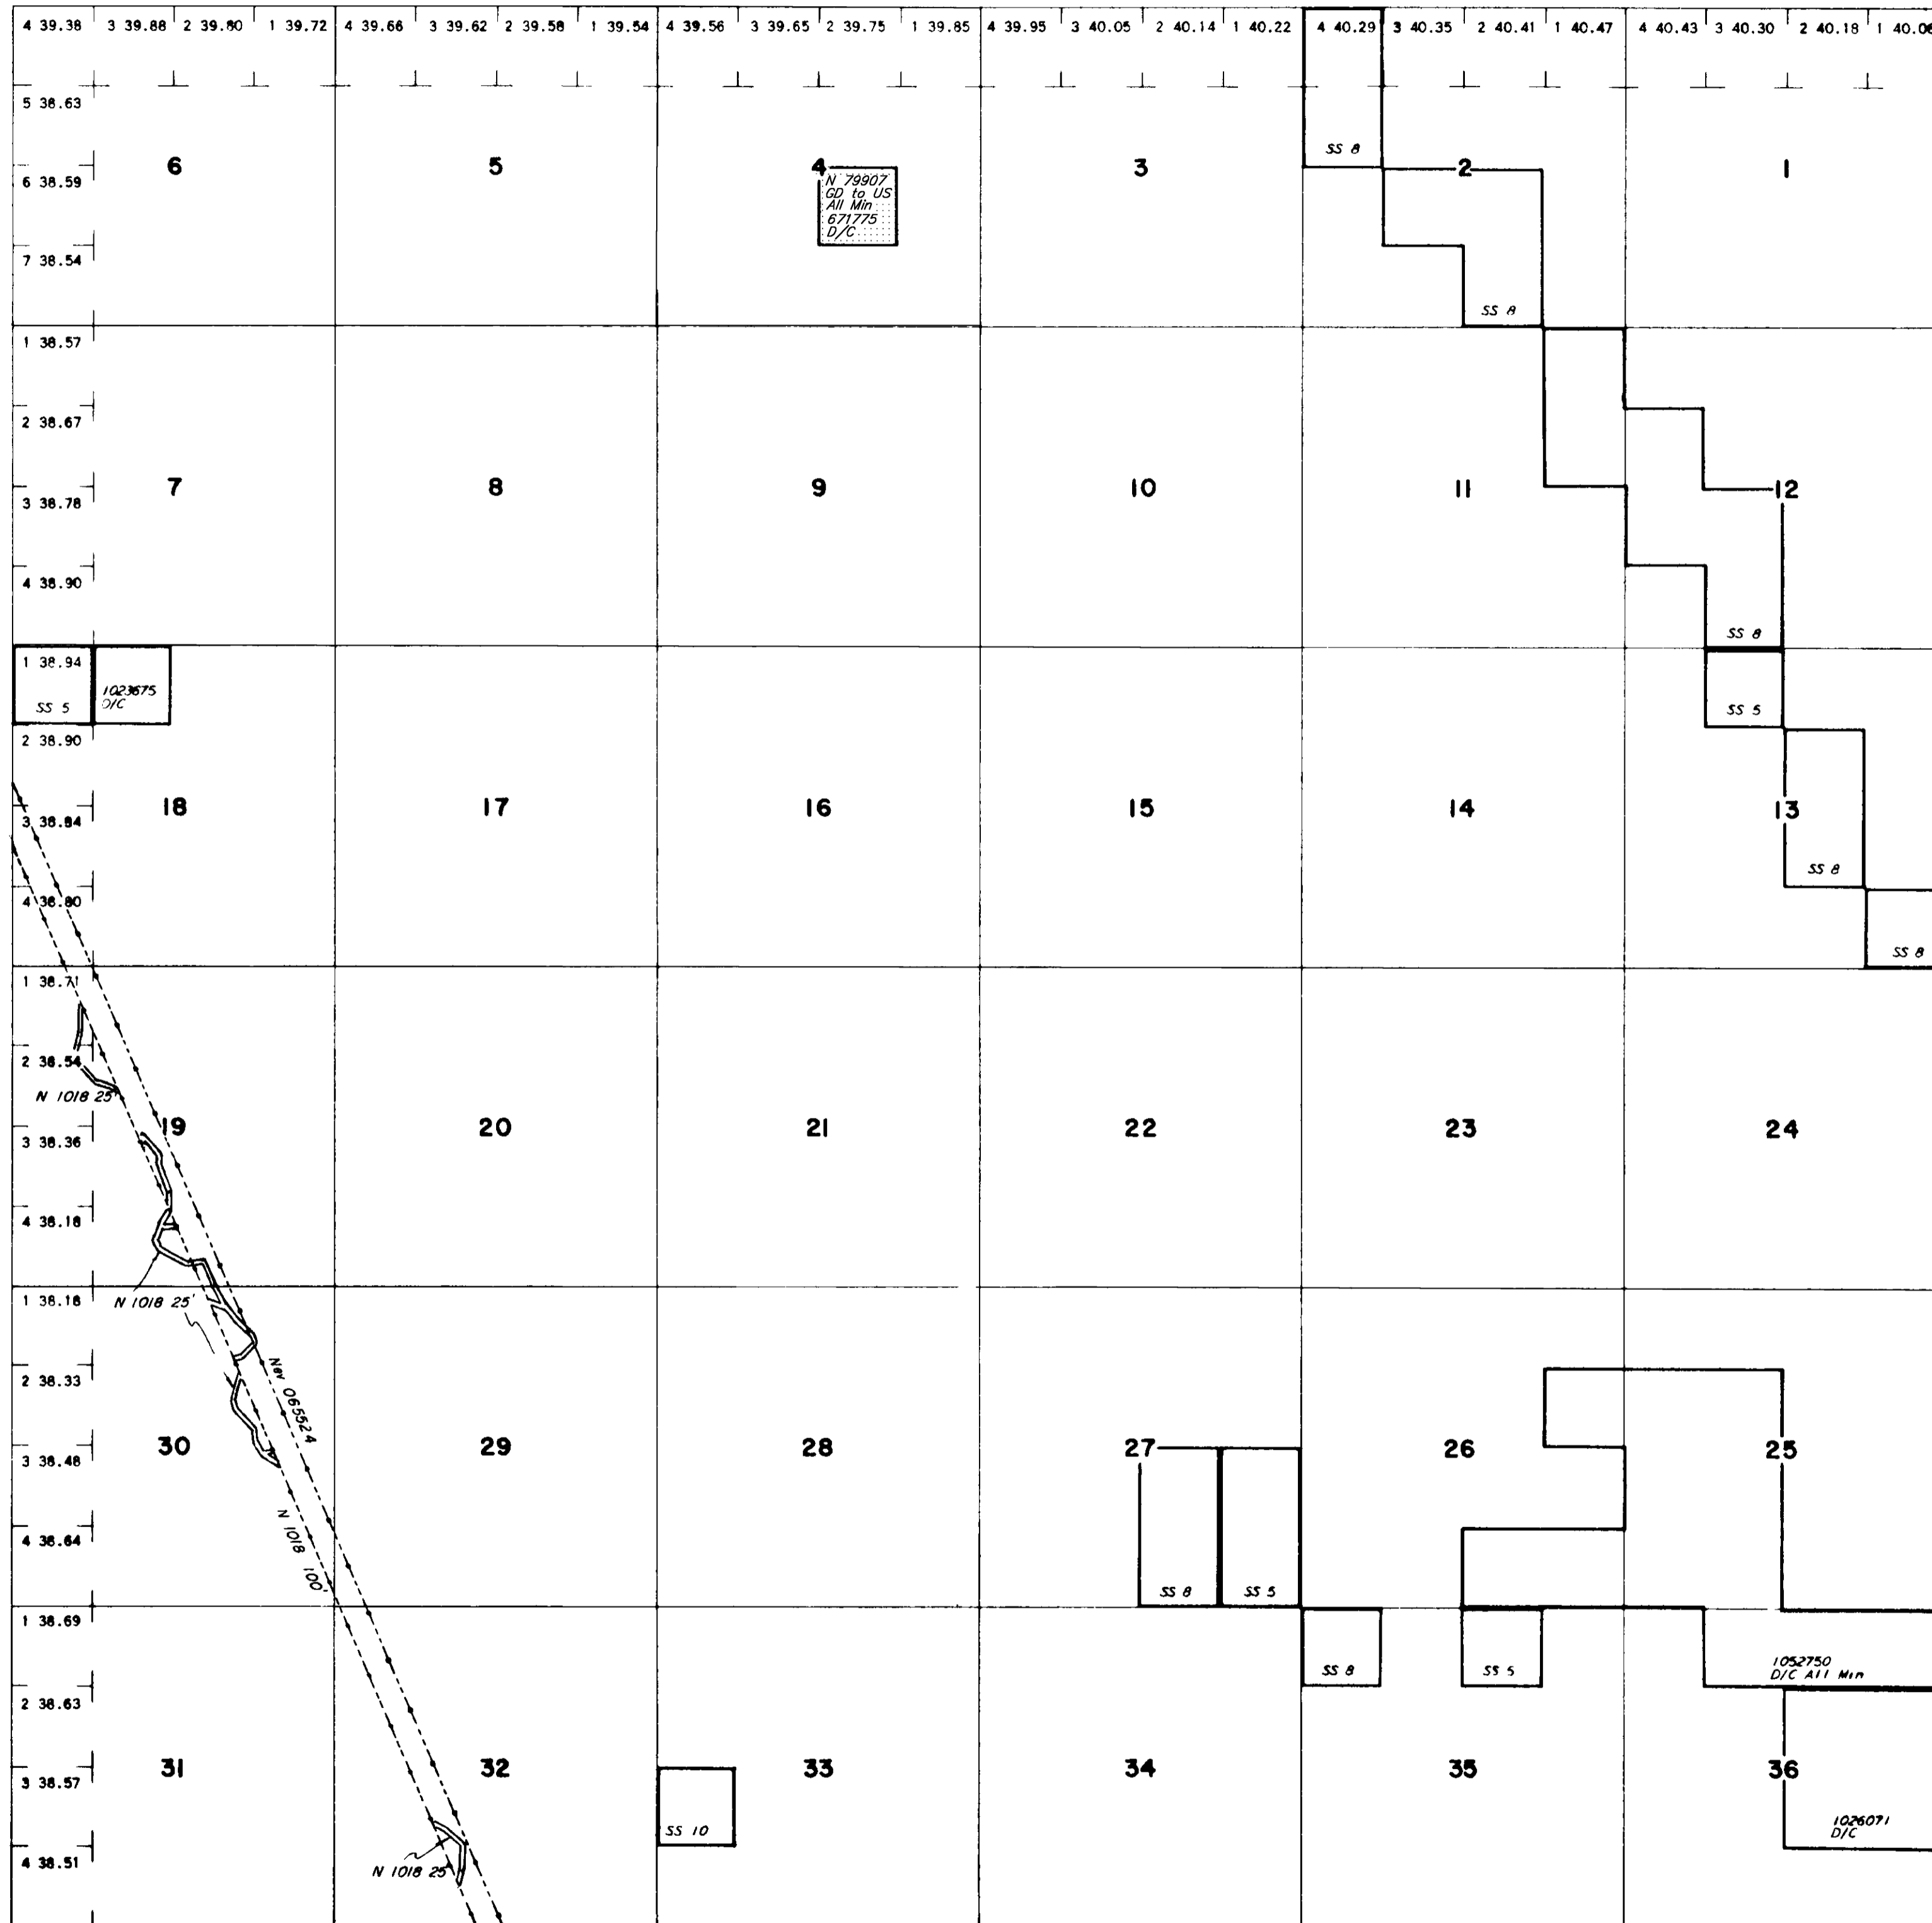 4 39.38 3 39.88 2 39.80 1 39.72 4 39.66 3 39.62 2 39.58 1 39.54 4 39.56 3 39.65 2 39.75 1 39.85 4 39.95 3 40.05 2 40.14 1 40.22 4 40.29 3 40.35 2 40.41 1 40.47 4 40.43 3 40.30 2 40.18 1 40.06
5 38.63
SS 8
6 5 4 3 2 1
6 38.59
N 79907
GD to US
All Min
671775
D/C
7 38.54
SS 8
1 38.57
2 38.67
7 8 9 10 11 12
3 38.78
4 38.90
SS 8
1 38.94
SS 5
1023675
D/C
SS 5
2 38.90
18 17 16 15 14 13
3 38.84
SS 8
4 38.80
SS 8
1 38.71
2 38.54
N 1018 25'
19 20 21 22 23 24
3 38.36
4 38.18
1 38.18
N 1018 25'
2 38.33
Nev 065524
30 29 28 27 26 25
3 38.48
4 38.64
N 1018 100'
SS 8
SS 5
1 38.69
SS 8
SS 5
1052750
D/C All Min
2 38.63
31 32 33 34 35 36
3 38.57
SS 10
1026071
D/C
4 38.51
N 1018 25'